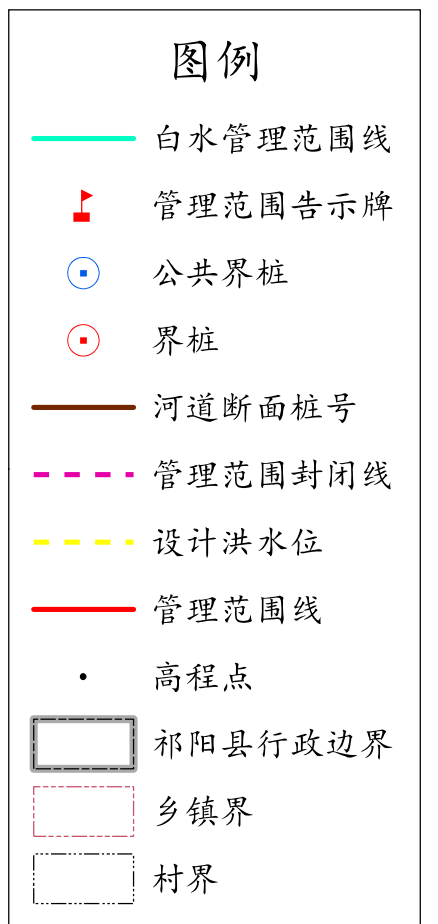 图例
白水管理范围线
管理范围告示牌
公共界桩
界桩
河道断面桩号
管理范围封闭线
设计洪水位
管理范围线
高程点
祁阳县行政边界
乡镇界
村界